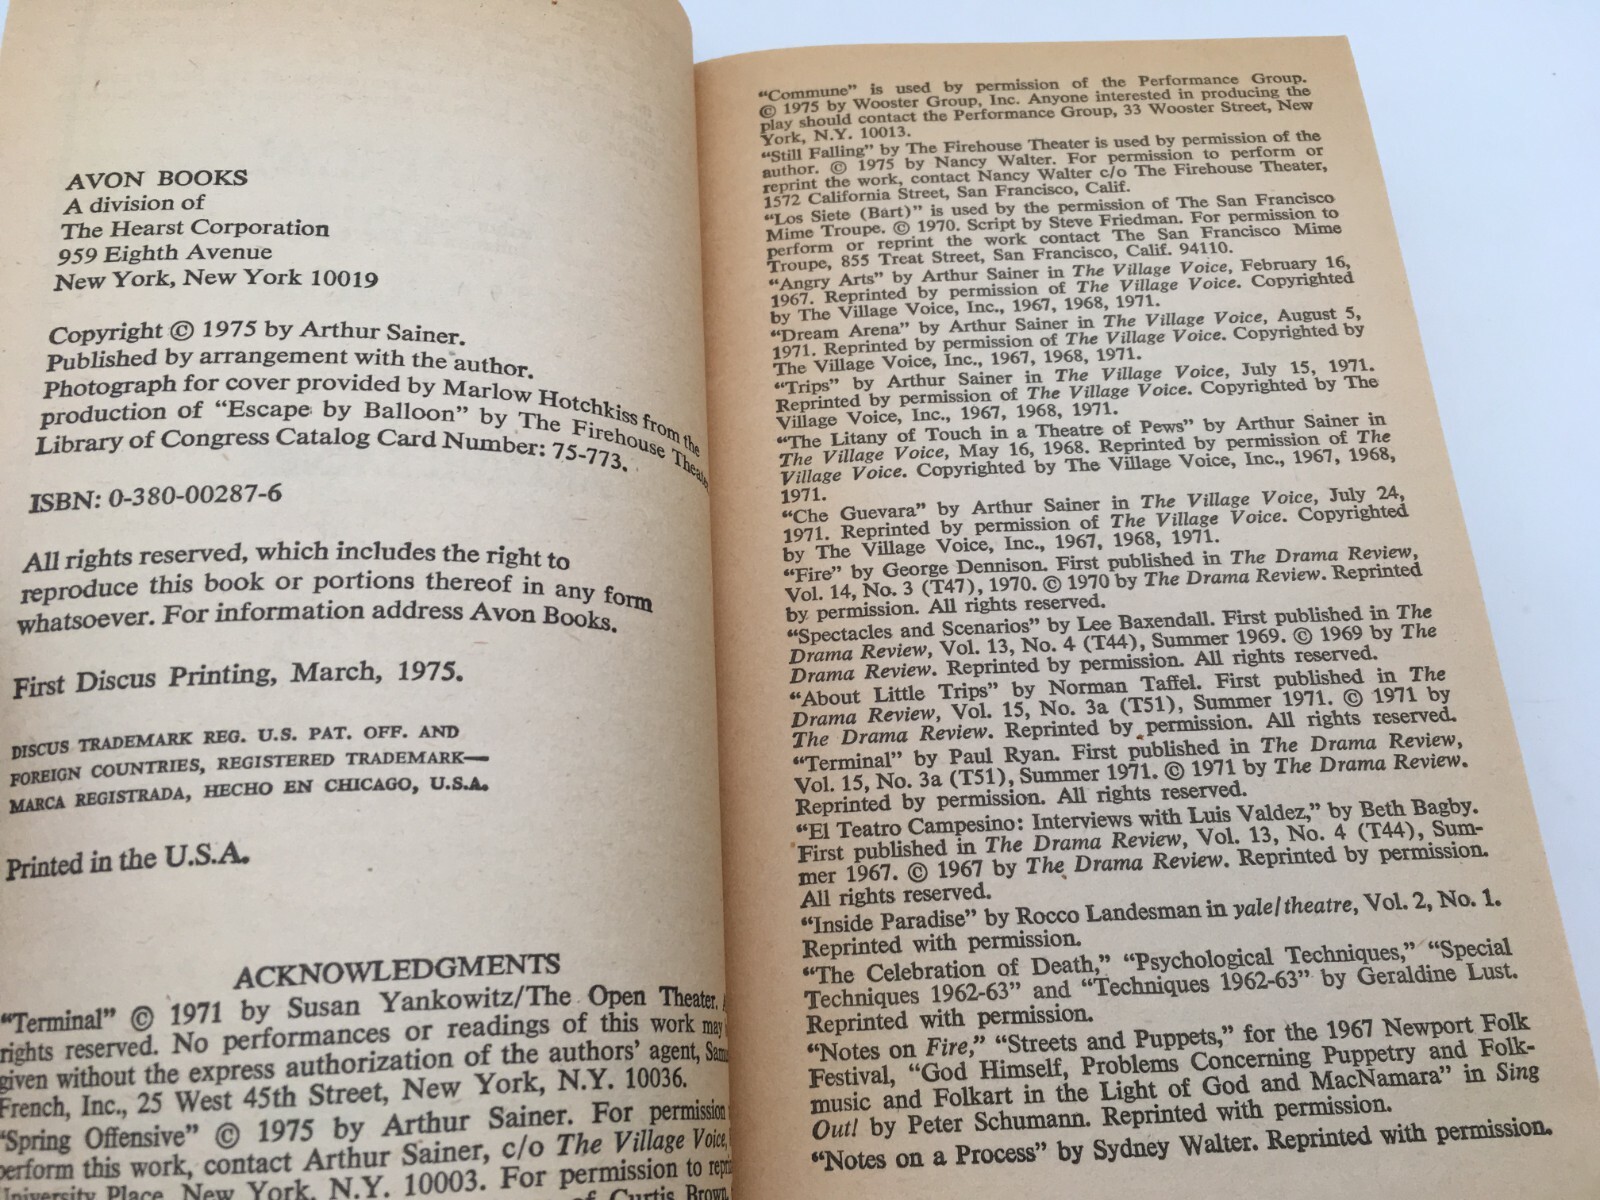 AVON BOOKS
A division of
The Hearst Corporation
959 Eighth Avenue
New York, New York 10019
Copyright © 1975 by Arthur Sainer.
Published by arrangement with the author.
Photograph for cover provided by Marlow Hotchkiss from the
production of "Escape by Balloon" by The Firehouse Theater.
Library of Congress Catalog Card Number: 75-773.
ISBN: 0-380-00287-6
All rights reserved, which includes the right to
reproduce this book or portions thereof in any form
whatsoever. For information address Avon Books.
First Discus Printing, March, 1975.
DISCUS TRADEMARK REG. U.S. PAT. OFF. AND
FOREIGN COUNTRIES, REGISTERED TRADEMARK—
MARCA REGISTRADA, HECHO EN CHICAGO, U.S.A.
Printed in the U.S.A.
ACKNOWLEDGMENTS
"Terminal" © 1971 by Susan Yankowitz/The Open Theater.
rights reserved. No performances or readings of this work may
given without the express authorization of the authors' agent,
French, Inc., 25 West 45th Street, New York, N.Y. 10036.
"Spring Offensive" © 1975 by Arthur Sainer. For permission
perform this work, contact Arthur Sainer, c/o The Village Voice,
University Place, New York, N.Y. 10003. For permission to
of Curtis Brown,
"Commune" is used by permission of the Performance Group.
© 1975 by Wooster Group, Inc. Anyone interested in producing the
play should contact the Performance Group, 33 Wooster Street, New
York, N.Y. 10013.
"Still Falling" by The Firehouse Theater is used by permission of the
author. © 1975 by Nancy Walter. For permission to perform or
reprint the work, contact Nancy Walter c/o The Firehouse Theater,
1572 California Street, San Francisco, Calif.
"Los Siete (Bart)" is used by the permission of The San Francisco
Mime Troupe. © 1970. Script by Steve Friedman. For permission to
perform or reprint the work contact The San Francisco Mime
Troupe, 855 Treat Street, San Francisco, Calif. 94110.
"Angry Arts" by Arthur Sainer in The Village Voice, February 16,
1967. Reprinted by permission of The Village Voice. Copyrighted
by The Village Voice, Inc., 1967, 1968, 1971.
"Dream Arena" by Arthur Sainer in The Village Voice, August 5,
1971. Reprinted by permission of The Village Voice. Copyrighted by
The Village Voice, Inc., 1967, 1968, 1971.
"Trips" by Arthur Sainer in The Village Voice, July 15, 1971.
Reprinted by permission of The Village Voice. Copyrighted by The
Village Voice, Inc., 1967, 1968, 1971.
"The Litany of Touch in a Theatre of Pews" by Arthur Sainer in
The Village Voice, May 16, 1968. Reprinted by permission of The
Village Voice. Copyrighted by The Village Voice, Inc., 1967, 1968,
1971.
"Che Guevara" by Arthur Sainer in The Village Voice, July 24,
1971. Reprinted by permission of The Village Voice. Copyrighted
by The Village Voice, Inc., 1967, 1968, 1971.
"Fire" by George Dennison. First published in The Drama Review,
Vol. 14, No. 3 (T47), 1970. © 1970 by The Drama Review. Reprinted
by permission. All rights reserved.
"Spectacles and Scenarios" by Lee Baxendall. First published in The
Drama Review, Vol. 13, No. 4 (T44), Summer 1969. © 1969 by The
Drama Review. Reprinted by permission. All rights reserved.
"About Little Trips" by Norman Taffel. First published in The
Drama Review, Vol. 15, No. 3a (T51), Summer 1971. © 1971 by
The Drama Review. Reprinted by permission. All rights reserved.
"Terminal" by Paul Ryan. First published in The Drama Review,
Vol. 15, No. 3a (T51), Summer 1971. © 1971 by The Drama Review.
Reprinted by permission. All rights reserved.
"El Teatro Campesino: Interviews with Luis Valdez," by Beth Bagby.
First published in The Drama Review, Vol. 13, No. 4 (T44), Sum-
mer 1967. © 1967 by The Drama Review. Reprinted by permission.
All rights reserved.
"Inside Paradise" by Rocco Landesman in yale/theatre, Vol. 2, No. 1.
Reprinted with permission.
"The Celebration of Death," "Psychological Techniques," "Special
Techniques 1962-63" and "Techniques 1962-63" by Geraldine Lust.
Reprinted with permission.
"Notes on Fire," "Streets and Puppets," for the 1967 Newport Folk
Festival, "God Himself, Problems Concerning Puppetry and Folk-
music and Folkart in the Light of God and MacNamara" in Sing
Out! by Peter Schumann. Reprinted with permission.
"Notes on a Process" by Sydney Walter. Reprinted with permission.